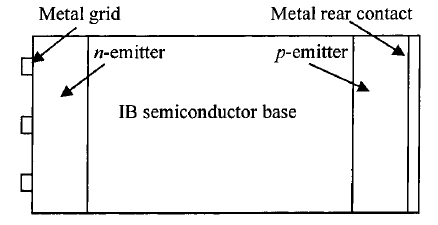 Metal grid
Metal rear contact
n-emitter
p-emitter
IB semiconductor base